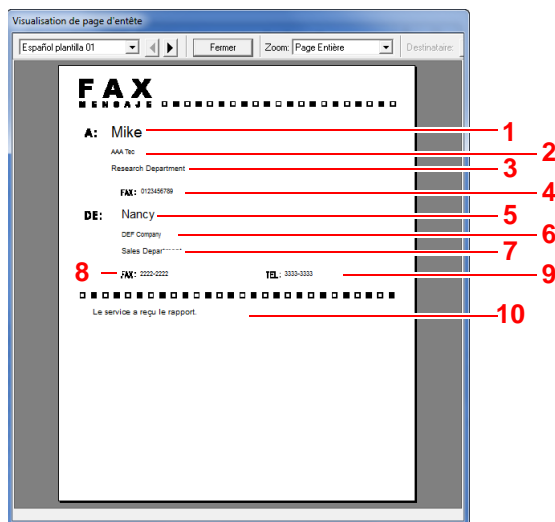 Visualisation de page d'entête
Español plantilla 01 Fermer Zoom: Page Entière Destinataire:
FAX
MENSAJE
A: Mike 1
AAA Tec 2
Research Department 3
FAX: 0123456789 4
DE: Nancy 5
DEF Company 6
Sales Department 7
8 FAX: 2222-2222 TEL: 3333-3333 9
Le service a reçu le rapport. 10